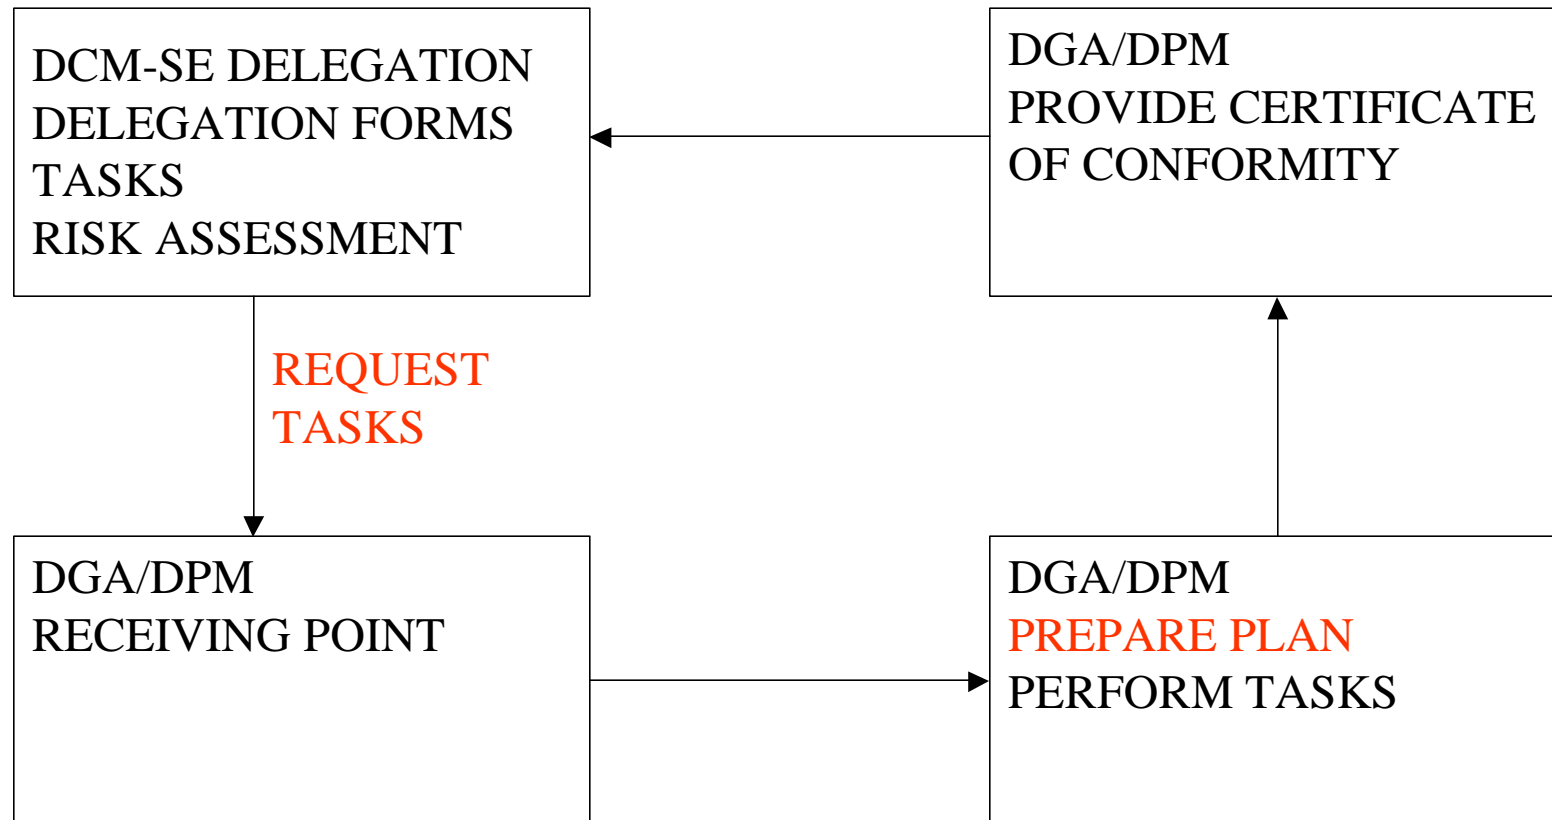 DCM-SE DELEGATION
DELEGATION FORMS
TASKS
RISK ASSESSMENT
DGA/DPM
PROVIDE CERTIFICATE
OF CONFORMITY
REQUEST
TASKS
DGA/DPM
RECEIVING POINT
DGA/DPM
PREPARE PLAN
PERFORM TASKS